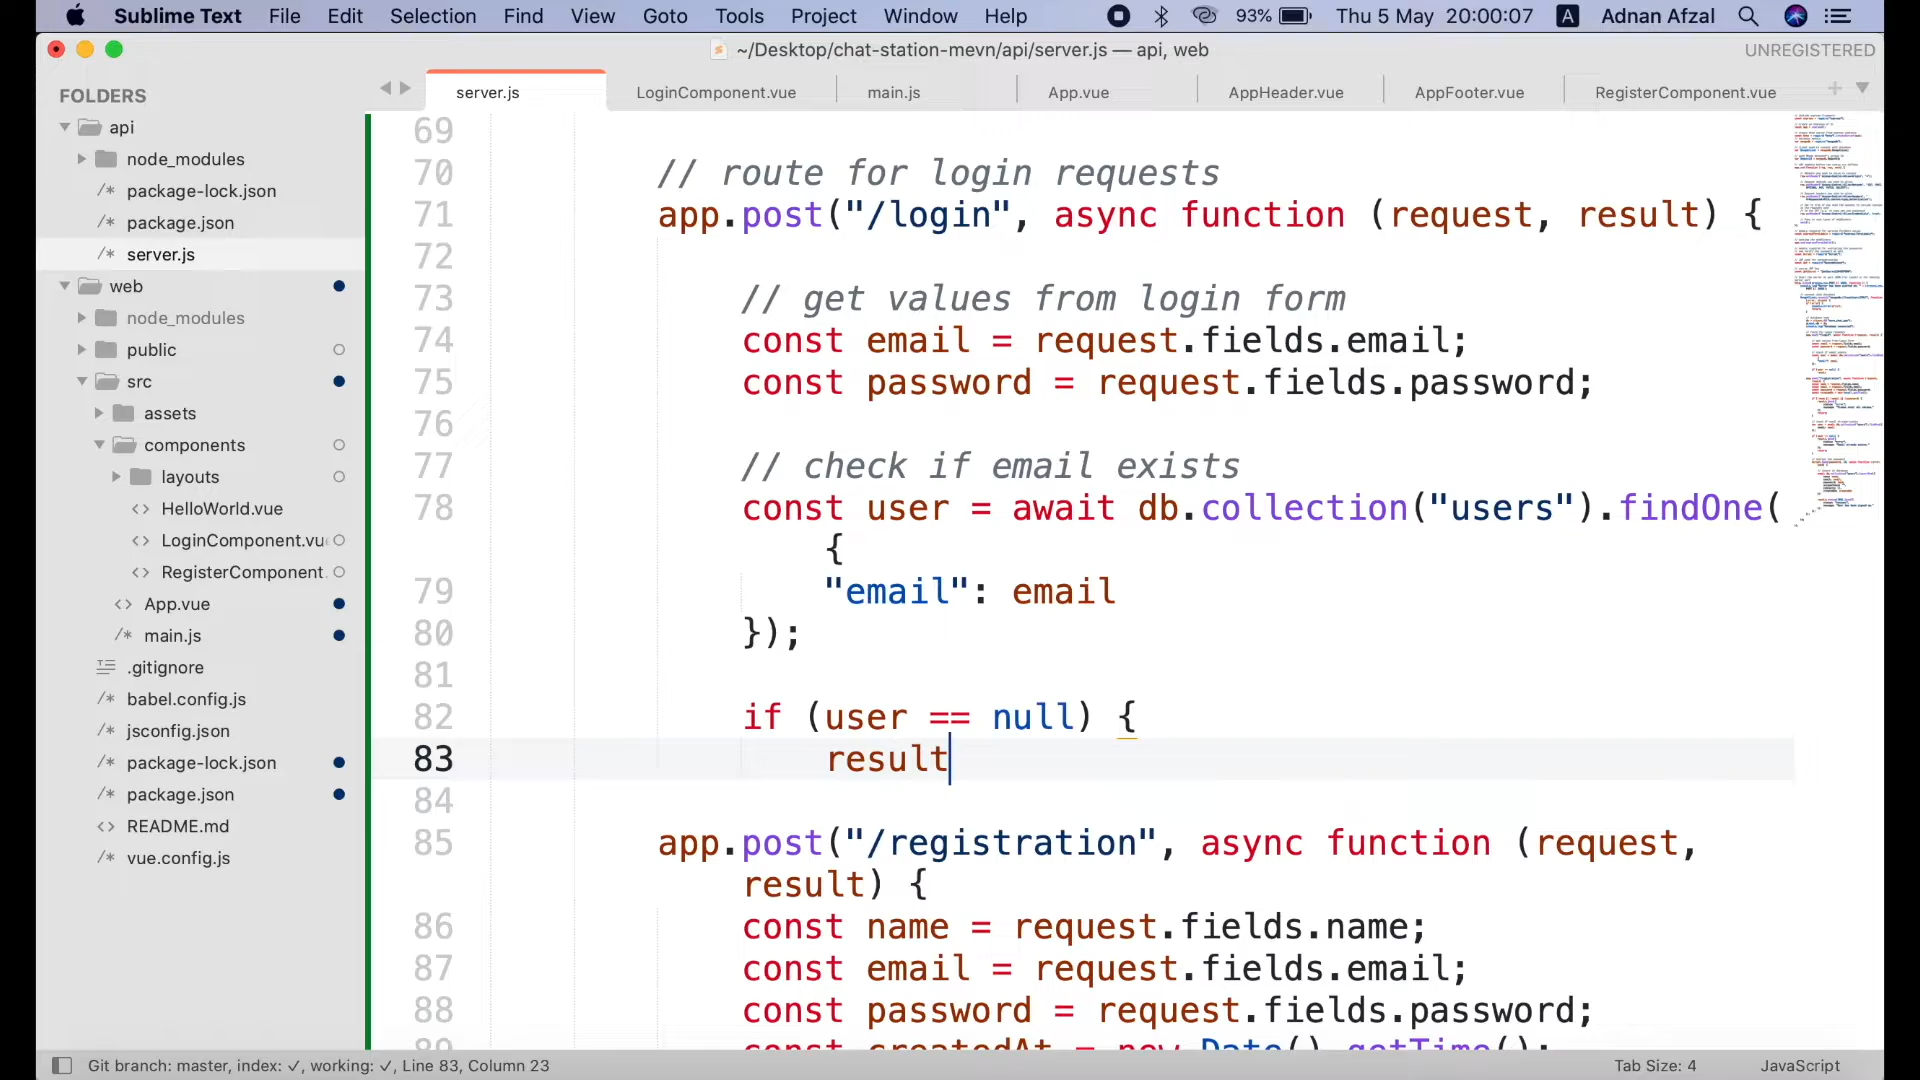 Sublime Text File Edit Selection Find View Goto Tools Project Window Help 93% Thu 5 May 20:00:07 A Adnan Afzal
~/Desktop/chat-station-mevn/api/server.js — api, web
UNREGISTERED
FOLDERS
api
node_modules
/* package-lock.json
/* package.json
/* server.js
web
node_modules
public
src
assets
components
layouts
<> HelloWorld.vue
<> LoginComponent.vu
<> RegisterComponent.
<> App.vue
/* main.js
.gitignore
/* babel.config.js
/* jsconfig.json
/* package-lock.json
/* package.json
<> README.md
/* vue.config.js
server.js LoginComponent.vue main.js App.vue AppHeader.vue AppFooter.vue RegisterComponent.vue
69
70 // route for login requests
71 app.post("/login", async function (request, result) {
72
73 // get values from login form
74 const email = request.fields.email;
75 const password = request.fields.password;
76
77 // check if email exists
78 const user = await db.collection("users").findOne(
{
79 "email": email
80 });
81
82 if (user == null) {
83 result
84
85 app.post("/registration", async function (request,
result) {
86 const name = request.fields.name;
87 const email = request.fields.email;
88 const password = request.fields.password;
89 const createdAt = new Date().getTime();
Git branch: master, index: ✓, working: ✓, Line 83, Column 23
Tab Size: 4
JavaScript